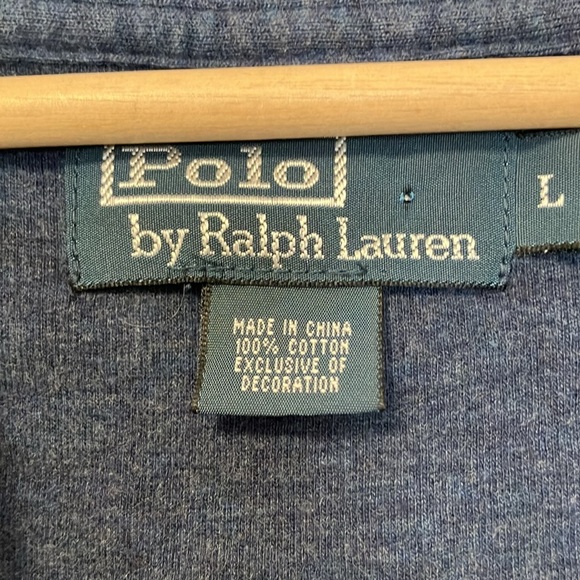 Polo
by Ralph Lauren
L
MADE IN CHINA
100% COTTON
EXCLUSIVE OF
DECORATION